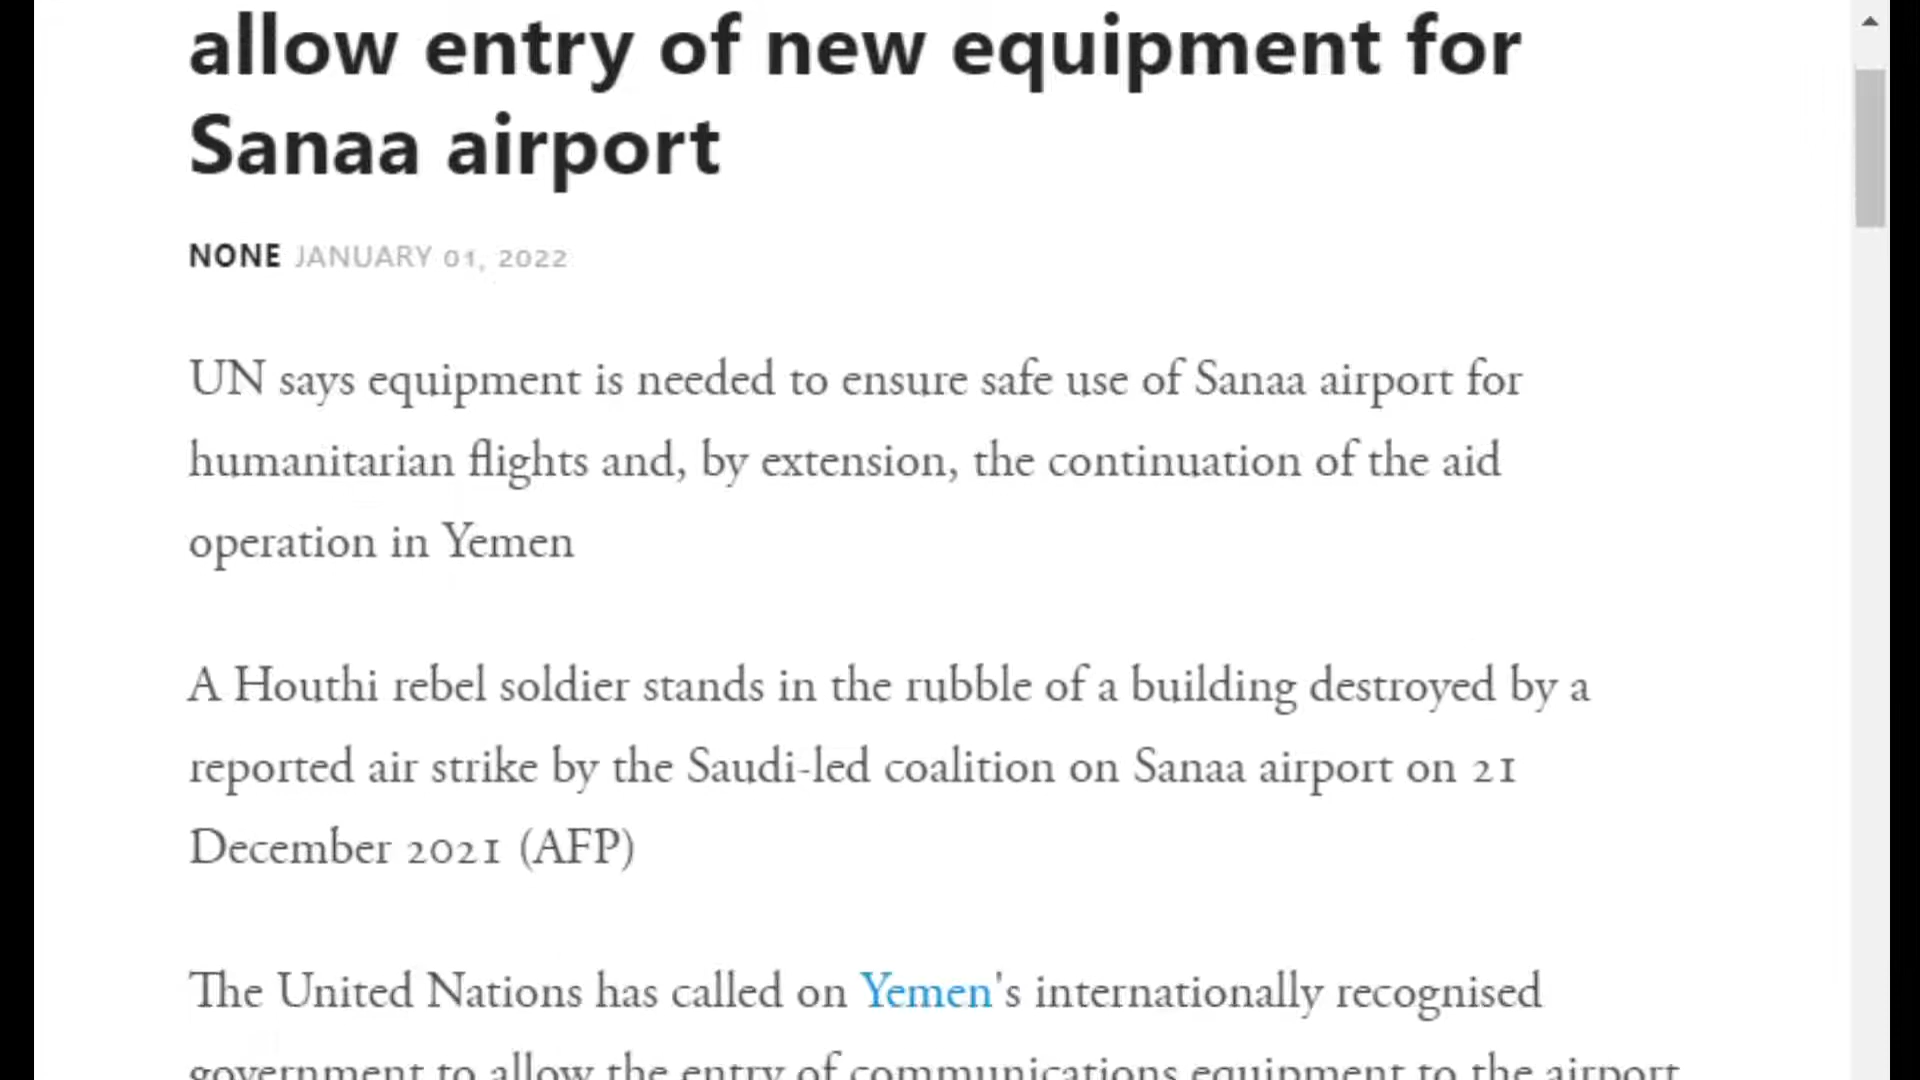 allow entry of new equipment for
Sanaa airport
NONE JANUARY 01, 2022
UN says equipment is needed to ensure safe use of Sanaa airport for
humanitarian flights and, by extension, the continuation of the aid
operation in Yemen
A Houthi rebel soldier stands in the rubble of a building destroyed by a
reported air strike by the Saudi-led coalition on Sanaa airport on 21
December 2021 (AFP)
The United Nations has called on Yemen's internationally recognised
government to allow the entry of communications equipment to the airport